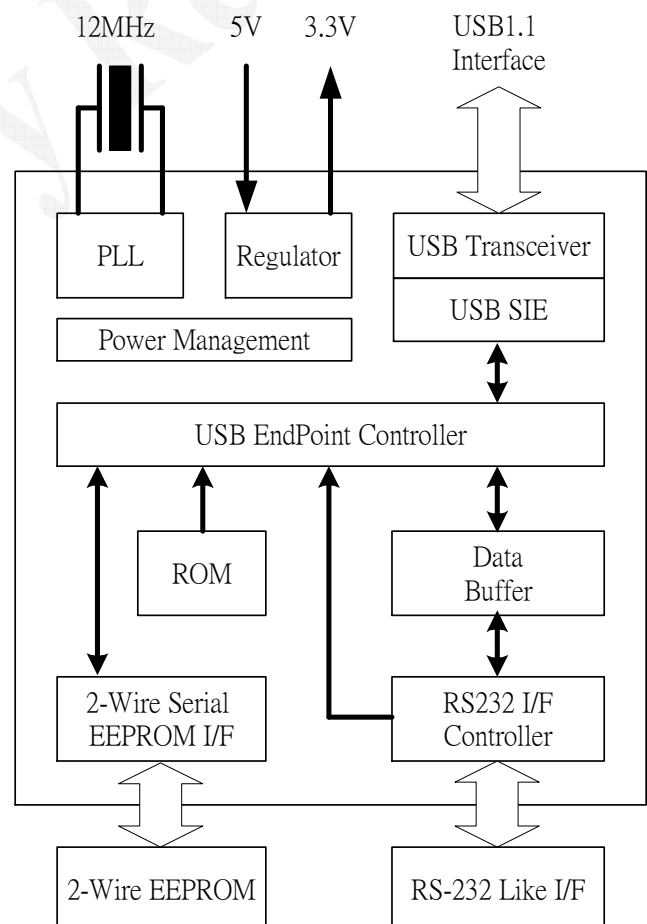 12MHz
5V
3.3V
USB1.1
Interface
PLL
Regulator
USB Transceiver
USB SIE
Power Management
USB EndPoint Controller
ROM
Data
Buffer
2-Wire Serial
EEPROM I/F
RS232 I/F
Controller
2-Wire EEPROM
RS-232 Like I/F